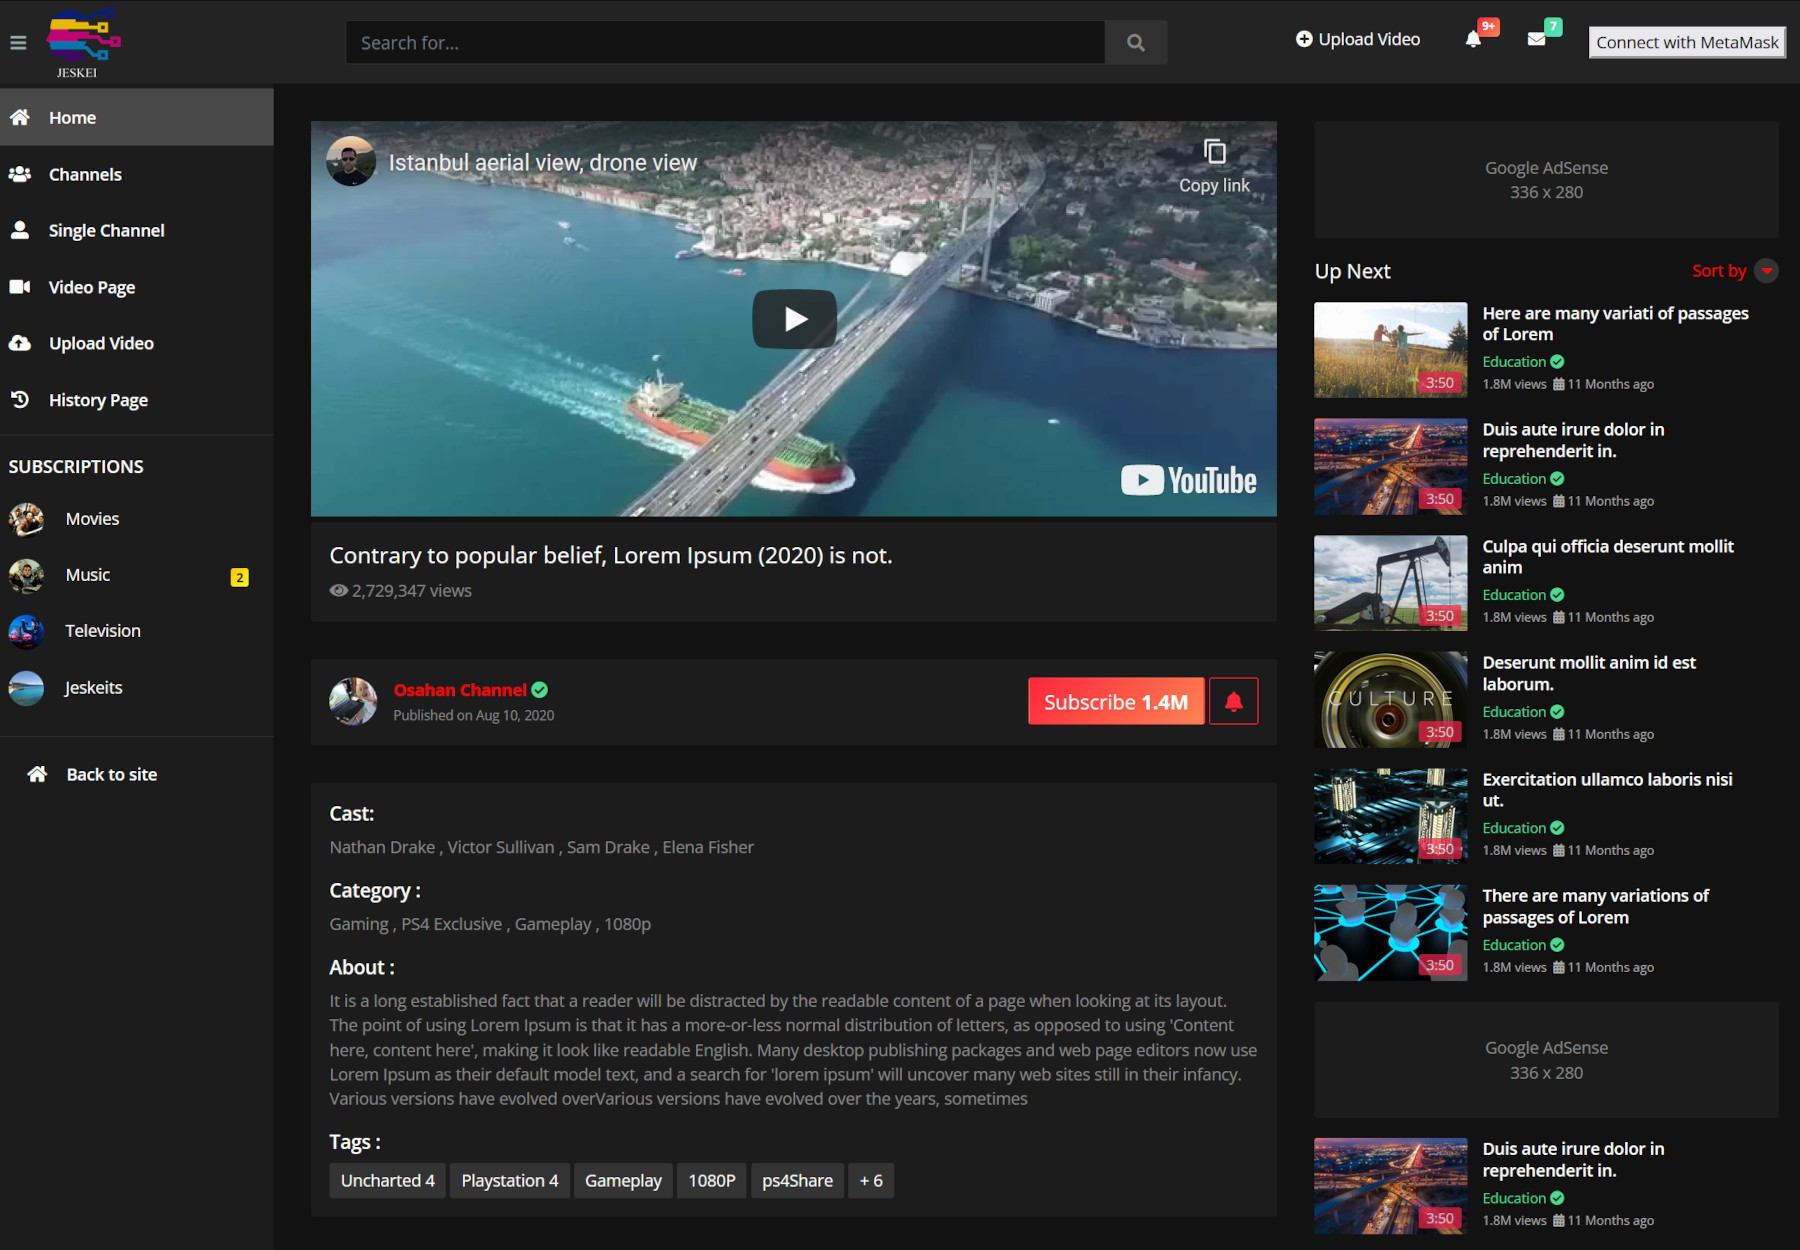 JESKEI
Search for...
Upload Video
9+
7
Connect with MetaMask
Home
Channels
Single Channel
Video Page
Upload Video
History Page
SUBSCRIPTIONS
Movies
Music
2
Television
Jeskeits
Back to site
Istanbul aerial view, drone view
Copy link
YouTube
Contrary to popular belief, Lorem Ipsum (2020) is not.
2,729,347 views
Osahan Channel
Published on Aug 10, 2020
Subscribe 1.4M
Cast:
Nathan Drake , Victor Sullivan , Sam Drake , Elena Fisher
Category :
Gaming , PS4 Exclusive , Gameplay , 1080p
About :
It is a long established fact that a reader will be distracted by the readable content of a page when looking at its layout.
The point of using Lorem Ipsum is that it has a more-or-less normal distribution of letters, as opposed to using 'Content
here, content here', making it look like readable English. Many desktop publishing packages and web page editors now use
Lorem Ipsum as their default model text, and a search for 'lorem ipsum' will uncover many web sites still in their infancy.
Various versions have evolved overVarious versions have evolved over the years, sometimes
Tags :
Uncharted 4 Playstation 4 Gameplay 1080P ps4Share + 6
Google AdSense
336 x 280
Up Next
Sort by
Here are many variati of passages
of Lorem
Education
1.8M views 11 Months ago
3:50
Duis aute irure dolor in
reprehenderit in.
Education
1.8M views 11 Months ago
3:50
Culpa qui officia deserunt mollit
anim
Education
1.8M views 11 Months ago
3:50
Deserunt mollit anim id est
laborum.
CULTURE
Education
1.8M views 11 Months ago
3:50
Exercitation ullamco laboris nisi
ut.
Education
1.8M views 11 Months ago
3:50
There are many variations of
passages of Lorem
Education
1.8M views 11 Months ago
3:50
Google AdSense
336 x 280
Duis aute irure dolor in
reprehenderit in.
Education
1.8M views 11 Months ago
3:50